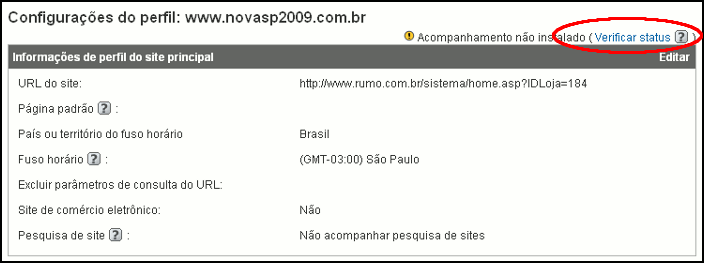 Configurações do perfil: www.novasp2009.com.br
! Acompanhamento não instalado ( Verificar status ? )
Informações de perfil do site principal Editar
URL do site: http://www.rumo.com.br/sistema/home.asp?IDLoja=184
Página padrão ? :
País ou território do fuso horário Brasil
Fuso horário ? : (GMT-03:00) São Paulo
Excluir parâmetros de consulta do URL:
Site de comércio eletrônico: Não
Pesquisa de site ? : Não acompanhar pesquisa de sites